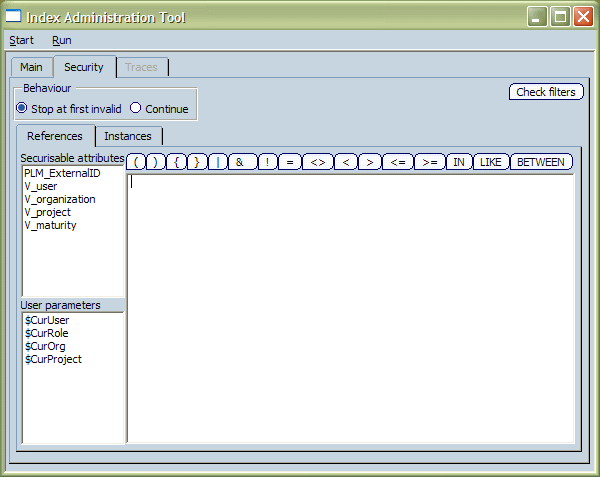 Index Administration Tool
Start Run
Main Security Traces
Behaviour
Stop at first invalid Continue
Check filters
References Instances
Securisable attributes
( ) { } | & ! = <> < > <= >= IN LIKE BETWEEN
PLM_ExternalID
V_user
V_organization
V_project
V_maturity
User parameters
$CurUser
$CurRole
$CurOrg
$CurProject